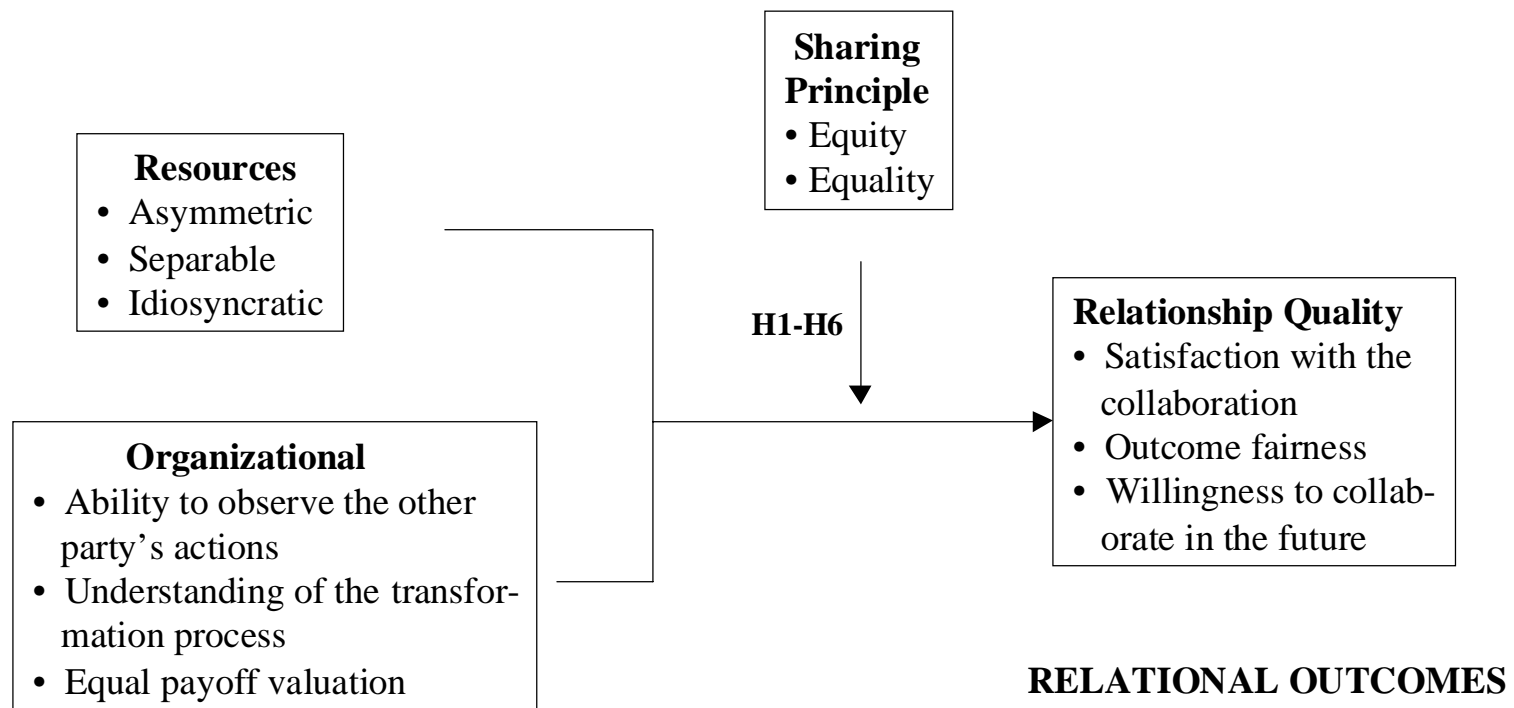 Sharing
Principle
• Equity
• Equality
Resources
• Asymmetric
• Separable
• Idiosyncratic
H1-H6
Relationship Quality
• Satisfaction with the
collaboration
• Outcome fairness
• Willingness to collab-
orate in the future
Organizational
• Ability to observe the other
party’s actions
• Understanding of the transfor-
mation process
• Equal payoff valuation
RELATIONAL OUTCOMES